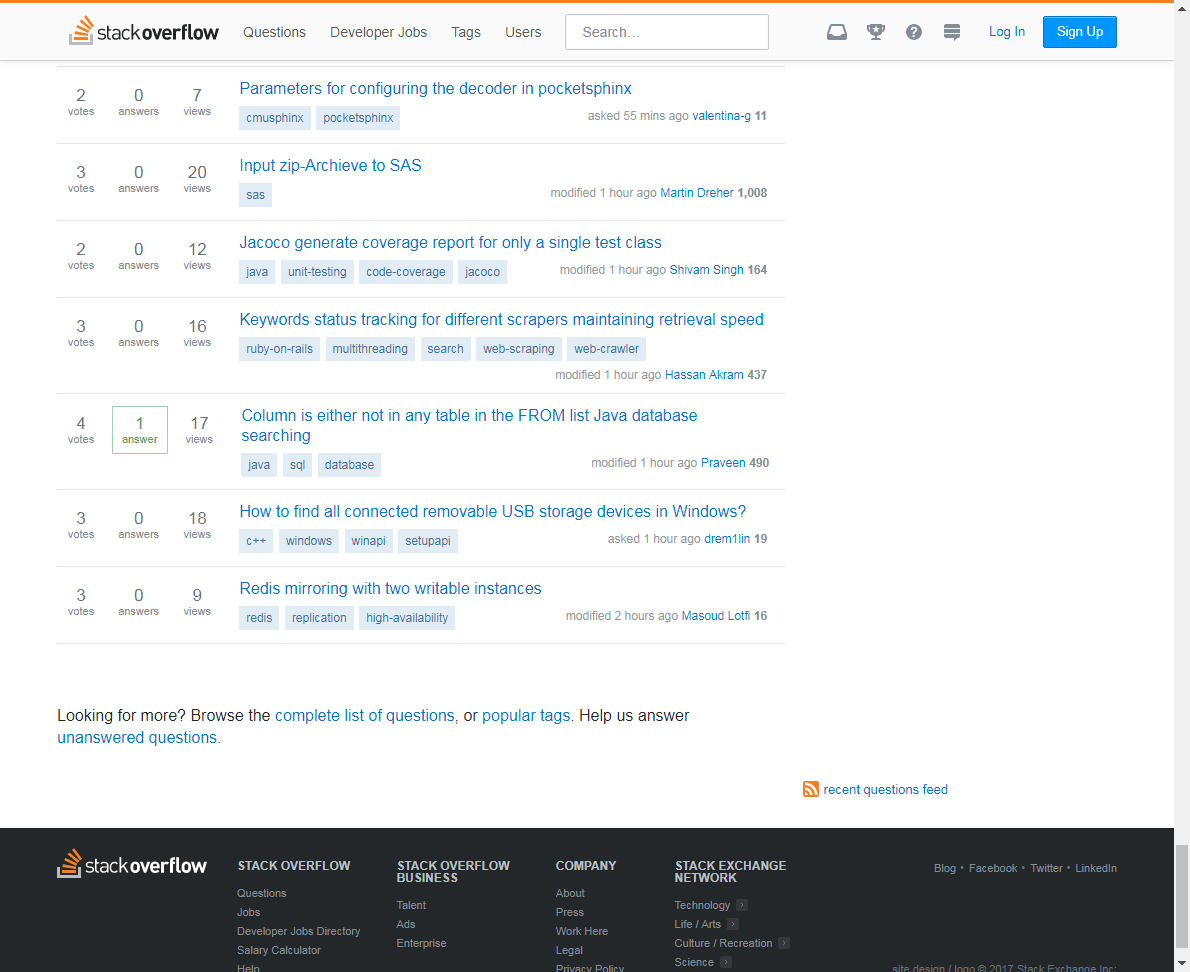 stack overflow Questions Developer Jobs Tags Users Search... Log In Sign Up
2 0 7 Parameters for configuring the decoder in pocketsphinx
votes answers views
cmusphinx pocketsphinx asked 55 mins ago valentina-g 11
3 0 20 Input zip-Archieve to SAS
votes answers views
sas modified 1 hour ago Martin Dreher 1,008
2 0 12 Jacoco generate coverage report for only a single test class
votes answers views
java unit-testing code-coverage jacoco modified 1 hour ago Shivam Singh 164
3 0 16 Keywords status tracking for different scrapers maintaining retrieval speed
votes answers views
ruby-on-rails multithreading search web-scraping web-crawler
modified 1 hour ago Hassan Akram 437
4 1 17 Column is either not in any table in the FROM list Java database
votes answer views searching
java sql database modified 1 hour ago Praveen 490
3 0 18 How to find all connected removable USB storage devices in Windows?
votes answers views
c++ windows winapi setupapi asked 1 hour ago drem1lin 19
3 0 9 Redis mirroring with two writable instances
votes answers views
redis replication high-availability modified 2 hours ago Masoud Lotfi 16
Looking for more? Browse the complete list of questions, or popular tags. Help us answer
unanswered questions.
recent questions feed
stack overflow
STACK OVERFLOW
Questions
Jobs
Developer Jobs Directory
Salary Calculator
Help
STACK OVERFLOW
BUSINESS
Talent
Ads
Enterprise
COMPANY
About
Press
Work Here
Legal
Privacy Policy
STACK EXCHANGE
NETWORK
Technology
Life / Arts
Culture / Recreation
Science
Blog • Facebook • Twitter • LinkedIn
site design / logo © 2017 Stack Exchange Inc;